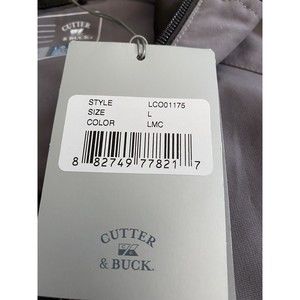 CUTTER
& BUCK
STYLE LCO01175
SIZE L
COLOR LMC
8 82749 77821 7
CUTTER
& BUCK.